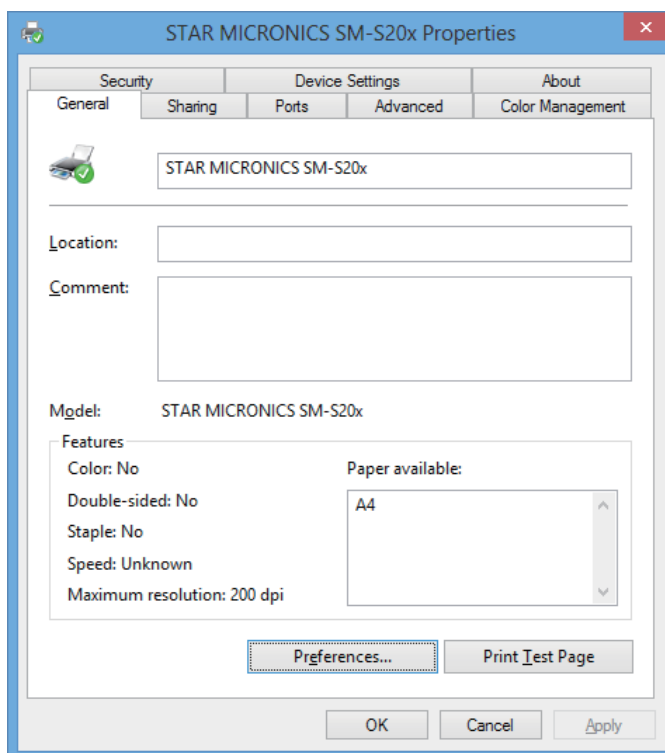 STAR MICRONICS SM-S20x Properties
Security Device Settings About
General Sharing Ports Advanced Color Management
STAR MICRONICS SM-S20x
Location:
Comment:
Model: STAR MICRONICS SM-S20x
Features
Color: No Paper available:
Double-sided: No A4
Staple: No
Speed: Unknown
Maximum resolution: 200 dpi
Preferences... Print Test Page
OK Cancel Apply